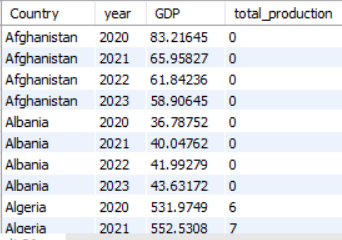 Country year GDP total_production
Afghanistan 2020 83.21645 0
Afghanistan 2021 65.95827 0
Afghanistan 2022 61.84236 0
Afghanistan 2023 58.90645 0
Albania 2020 36.78752 0
Albania 2021 40.04762 0
Albania 2022 41.99279 0
Albania 2023 43.63172 0
Algeria 2020 531.9749 6
Algeria 2021 552.5308 7